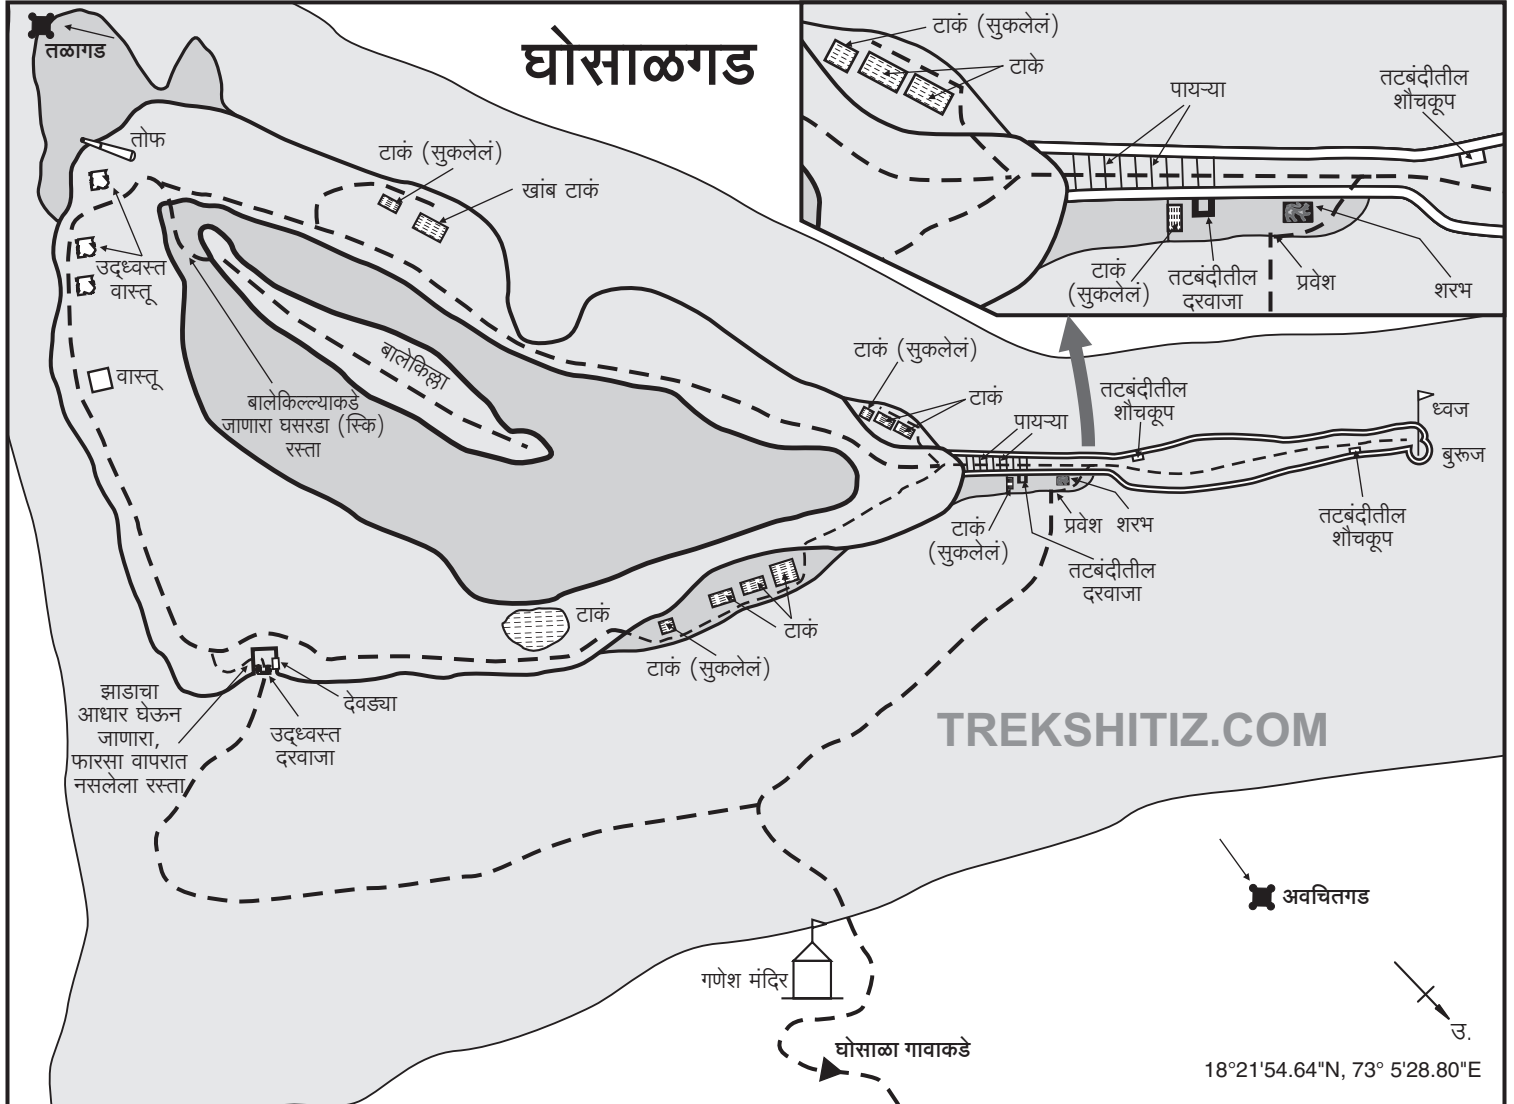 घोसाळगड
तळागड
तोफ
टाकं (सुकलेलं)
खांब टाकं
उद्ध्वस्त
वास्तू
वास्तू
बालेकिल्ला
बालेकिल्ल्याकडे
जाणारा घसरडा (स्कि)
रस्ता
टाकं (सुकलेलं)
टाके
पायऱ्या
तटबंदीतील
शौचकूप
टाकं
(सुकलेलं)
तटबंदीतील
दरवाजा
प्रवेश
शरभ
टाकं (सुकलेलं)
टाकं
पायऱ्या
तटबंदीतील
शौचकूप
ध्वज
बुरूज
तटबंदीतील
शौचकूप
टाकं
(सुकलेलं)
प्रवेश
शरभ
तटबंदीतील
दरवाजा
टाकं
टाकं
टाकं (सुकलेलं)
झाडाचा
आधार घेऊन
जाणारा,
फारसा वापरात
नसलेला रस्ता
देवड्या
उद्ध्वस्त
दरवाजा
TREKSHITIZ.COM
अवचितगड
गणेश मंदिर
घोसाळा गावाकडे
उ.
18°21'54.64"N, 73° 5'28.80"E